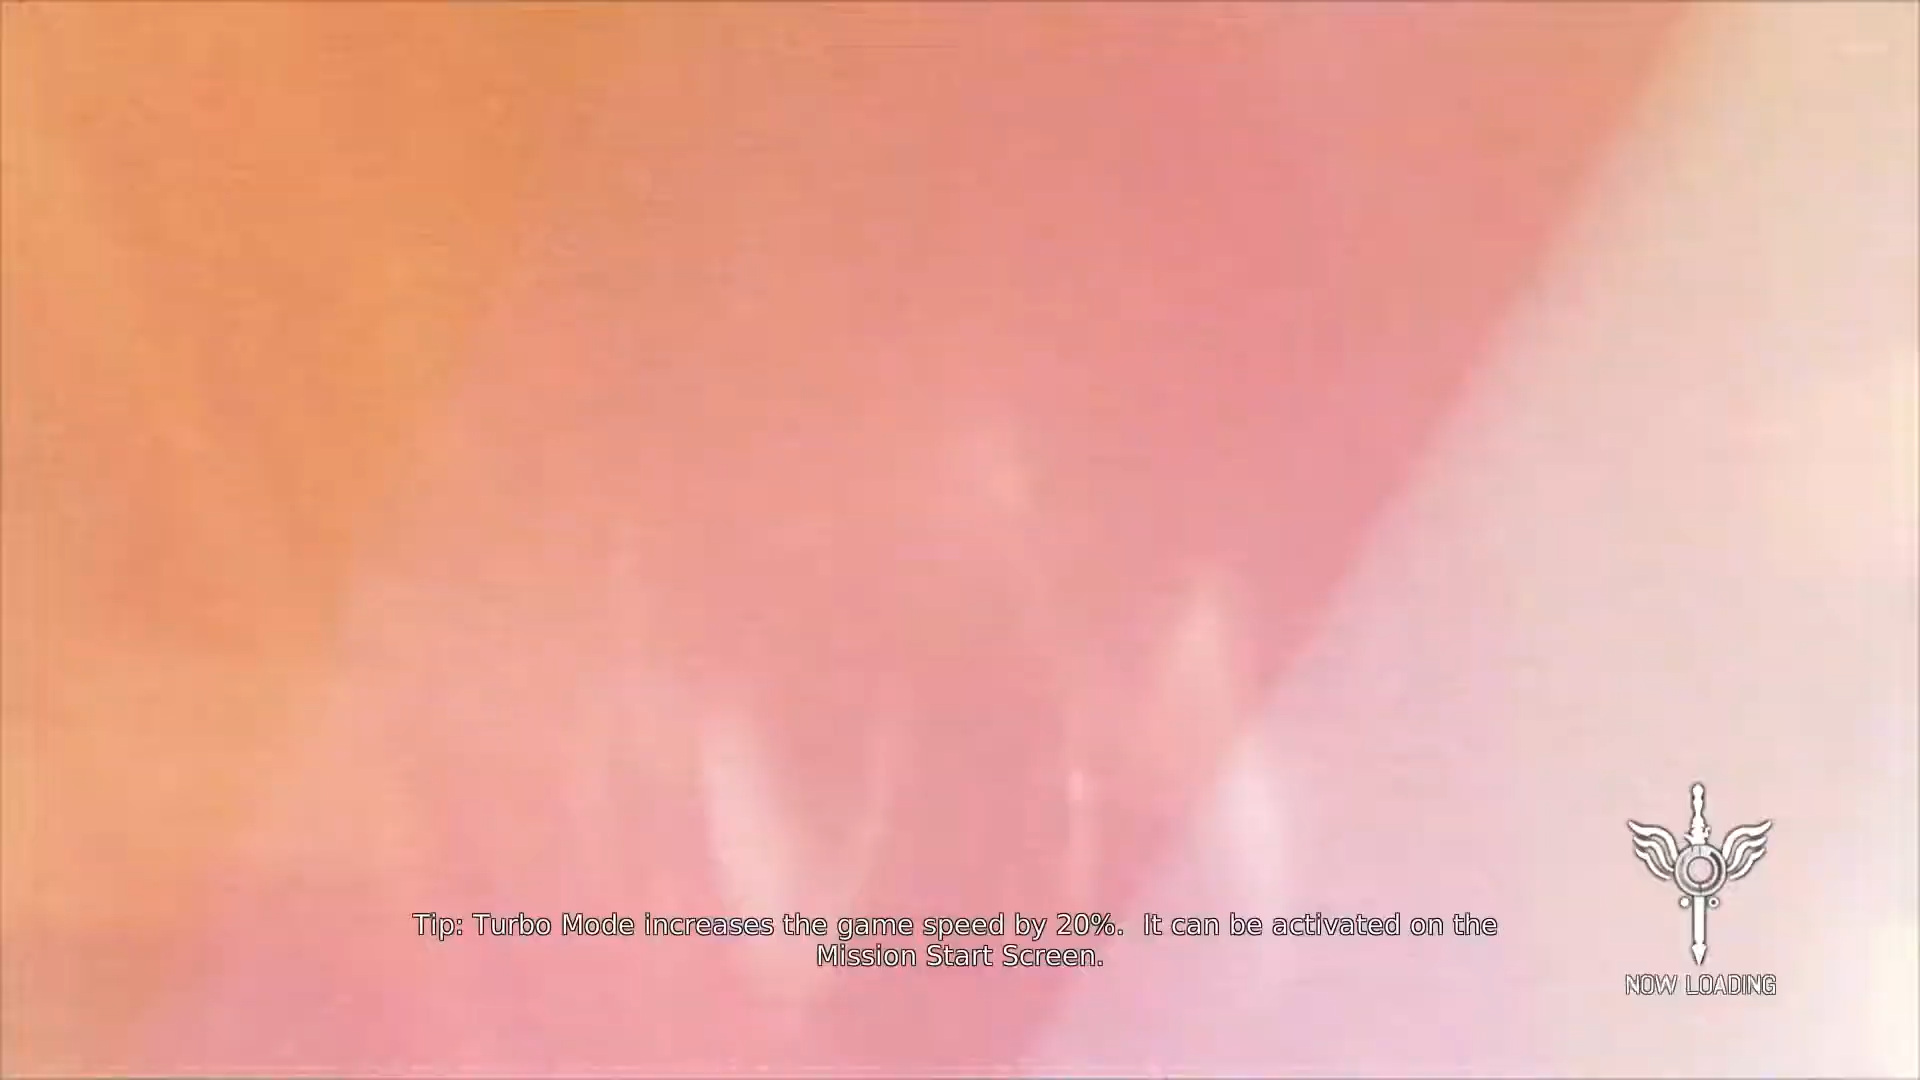 Tip: Turbo Mode increases the game speed by 20%.  It can be activated on the
Mission Start Screen.
NOW LOADING